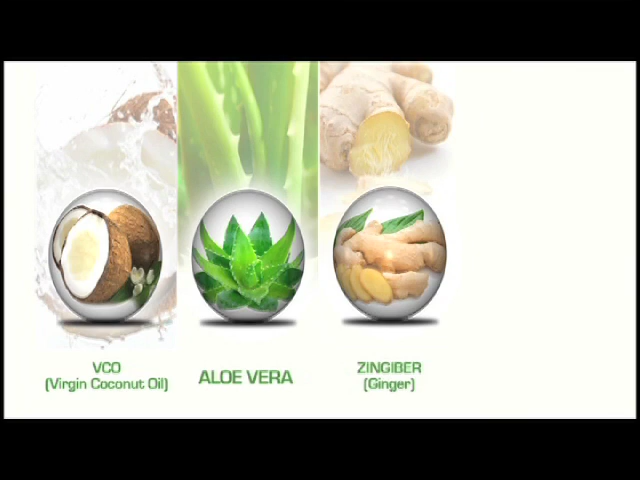 VCO
(Virgin Coconut Oil)
ALOE VERA
ZINGIBER
(Ginger)